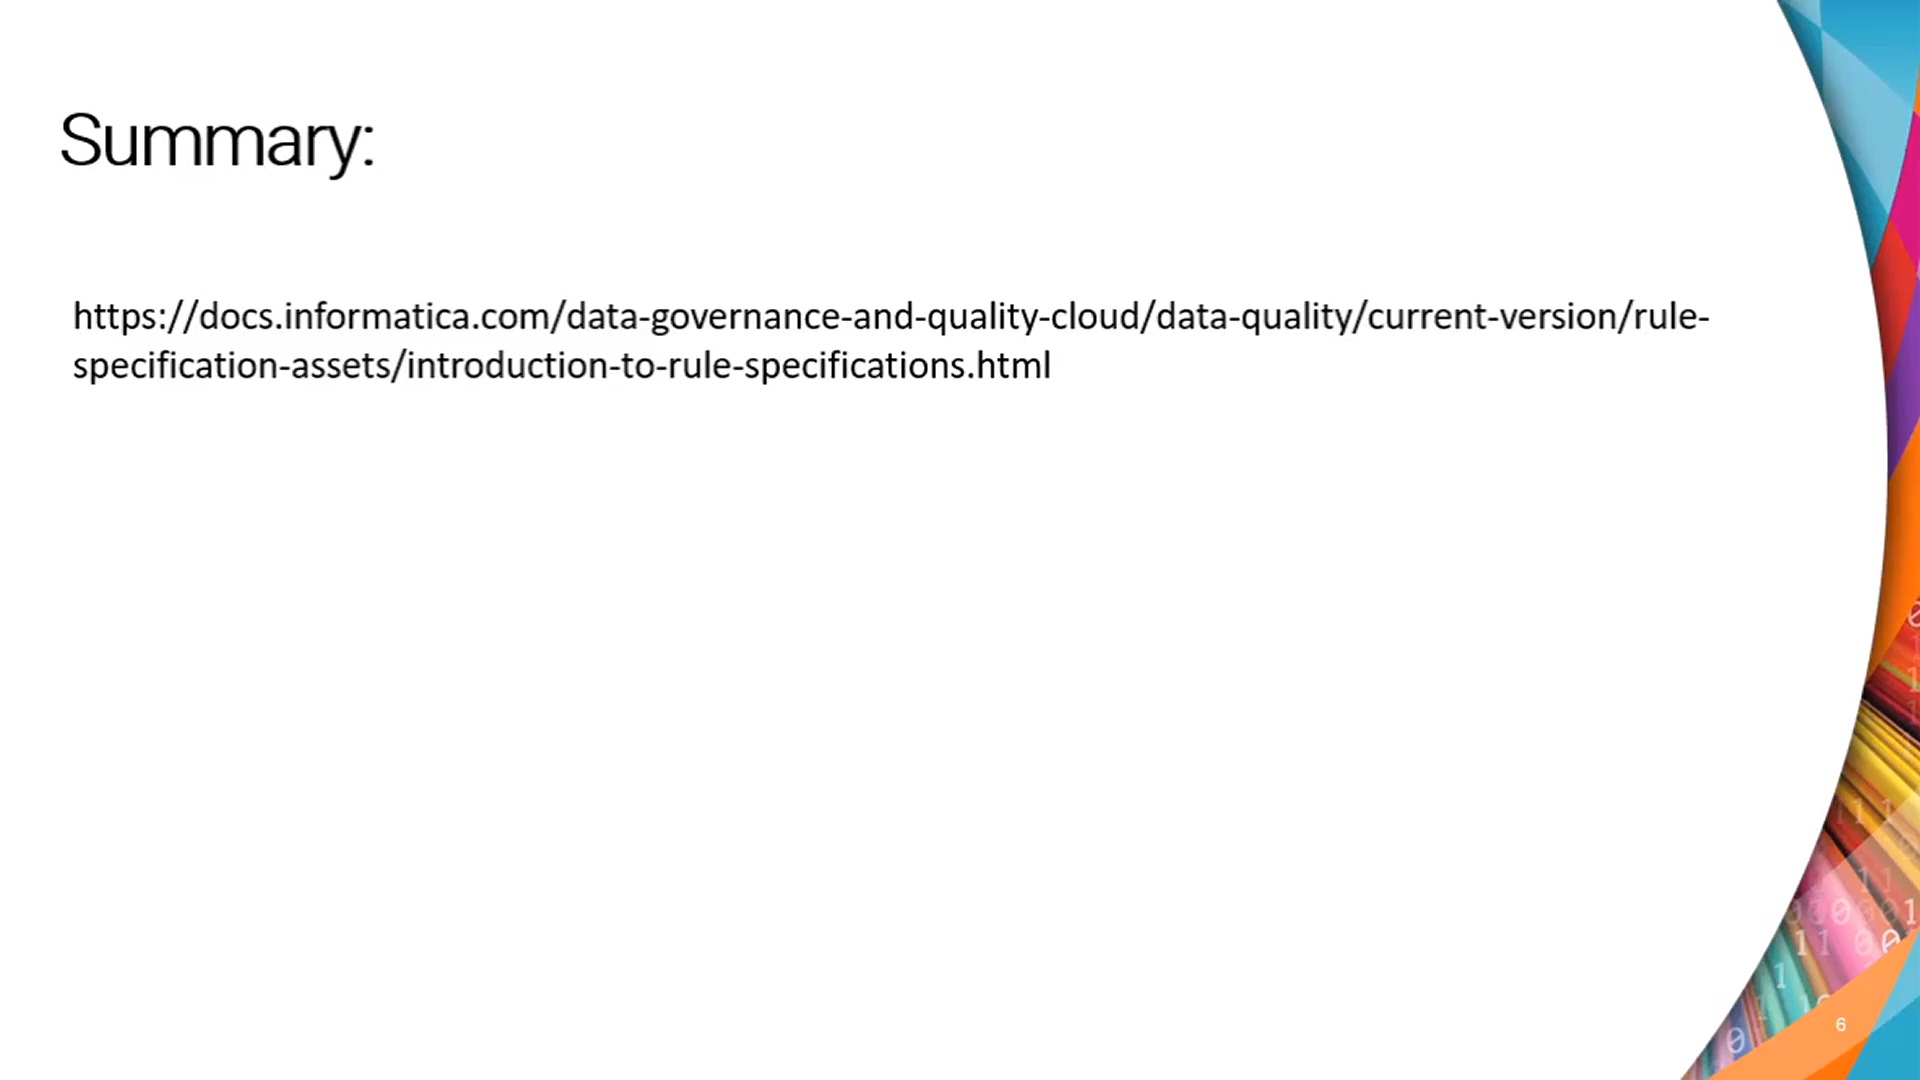 Summary:
https://docs.informatica.com/data-governance-and-quality-cloud/data-quality/current-version/rule-
specification-assets/introduction-to-rule-specifications.html
6